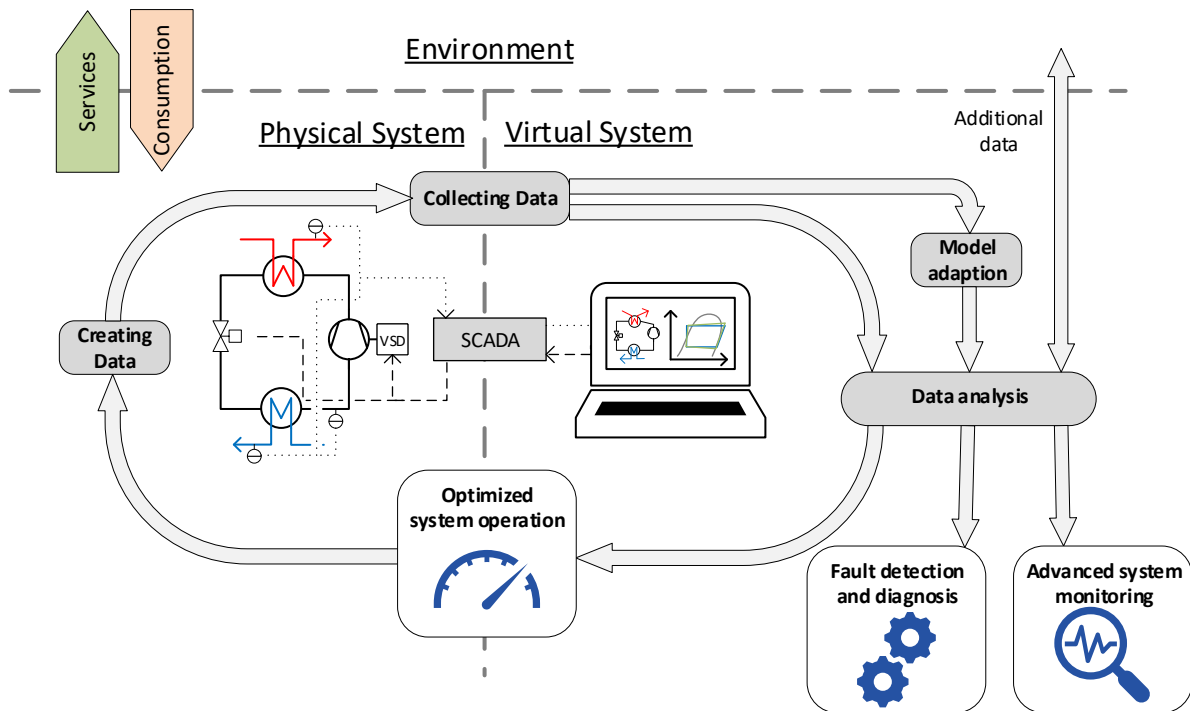 Services
Consumption
Environment
Physical System
Virtual System
Additional
data
Collecting Data
Model
adaption
Creating
Data
VSD
SCADA
Data analysis
Optimized
system operation
Fault detection
and diagnosis
Advanced system
monitoring